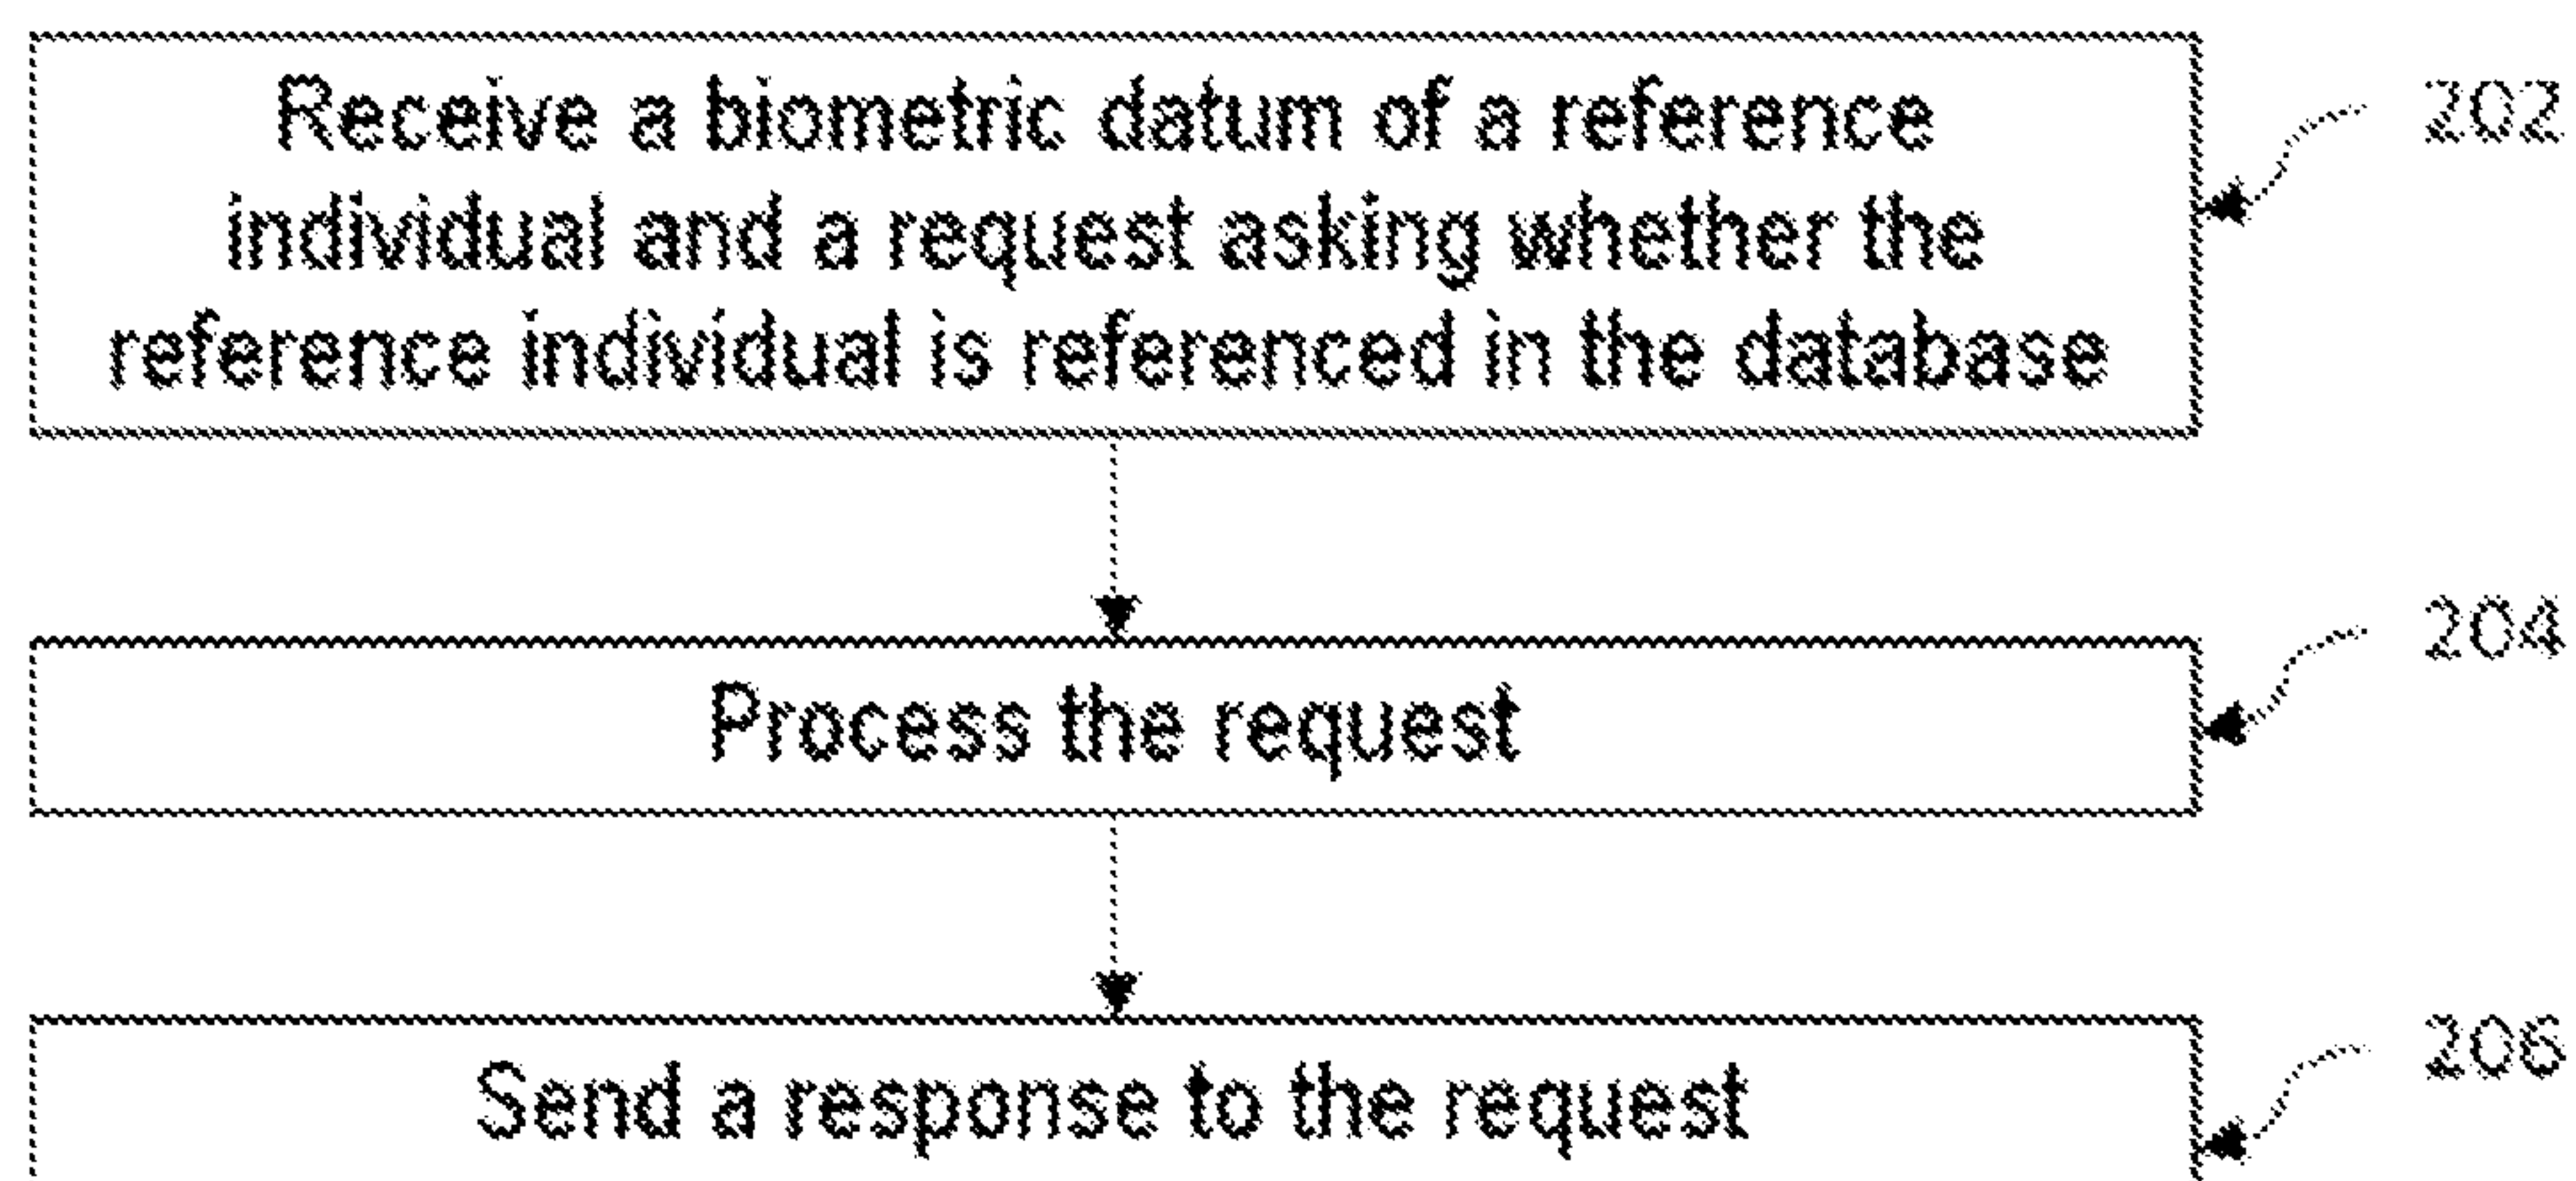 Receive a biometric datum of a reference
202
individual and a request asking whether the
reference individual is referenced in the database
204
Process the request
206
Send a response to the request